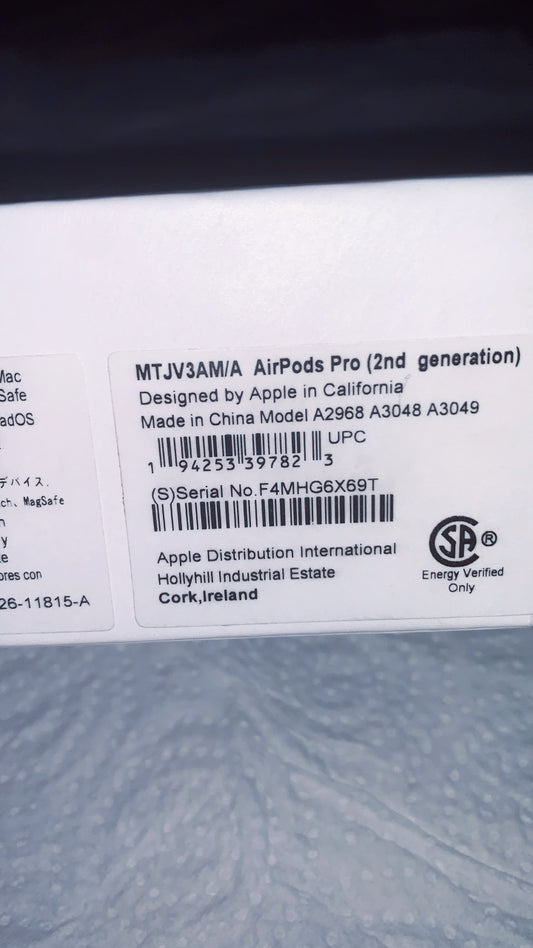 Mac
Safe
adOS
デバイス.
ch、MagSafe
n
y
e
ores con
26-11815-A
MTJV3AM/A AirPods Pro (2nd generation)
Designed by Apple in California
Made in China Model A2968 A3048 A3049
UPC
1 94253 39782 3
(S)Serial No.F4MHG6X69T
Apple Distribution International
Hollyhill Industrial Estate
Cork,Ireland
SA ®
Energy Verified
Only